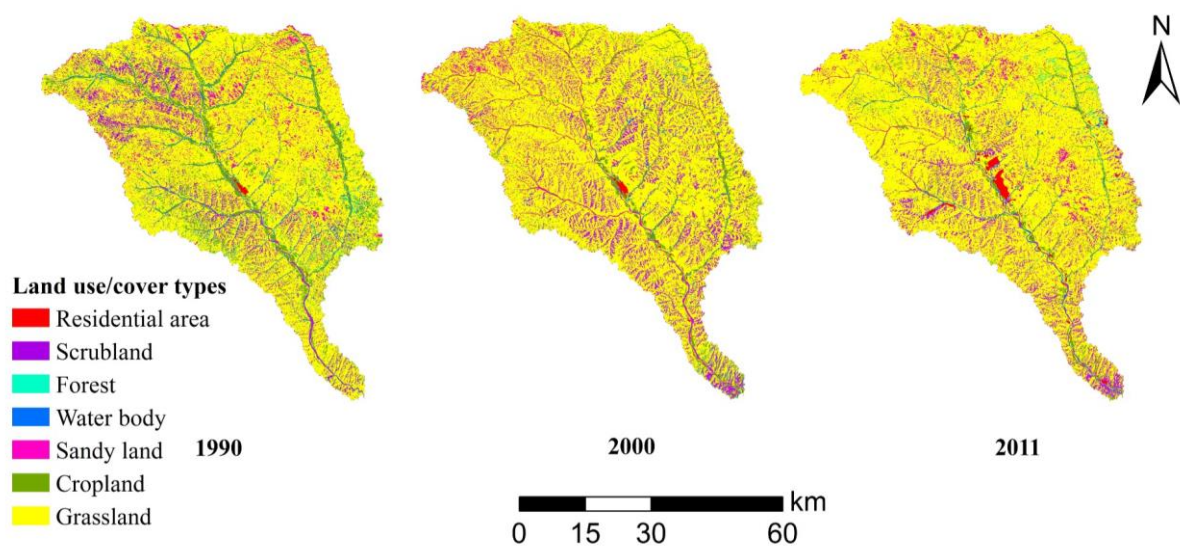 N
Land use/cover types
Residential area
Scrubland
Forest
Water body
Sandy land
Cropland
Grassland
1990
2000
2011
km
0 15 30 60